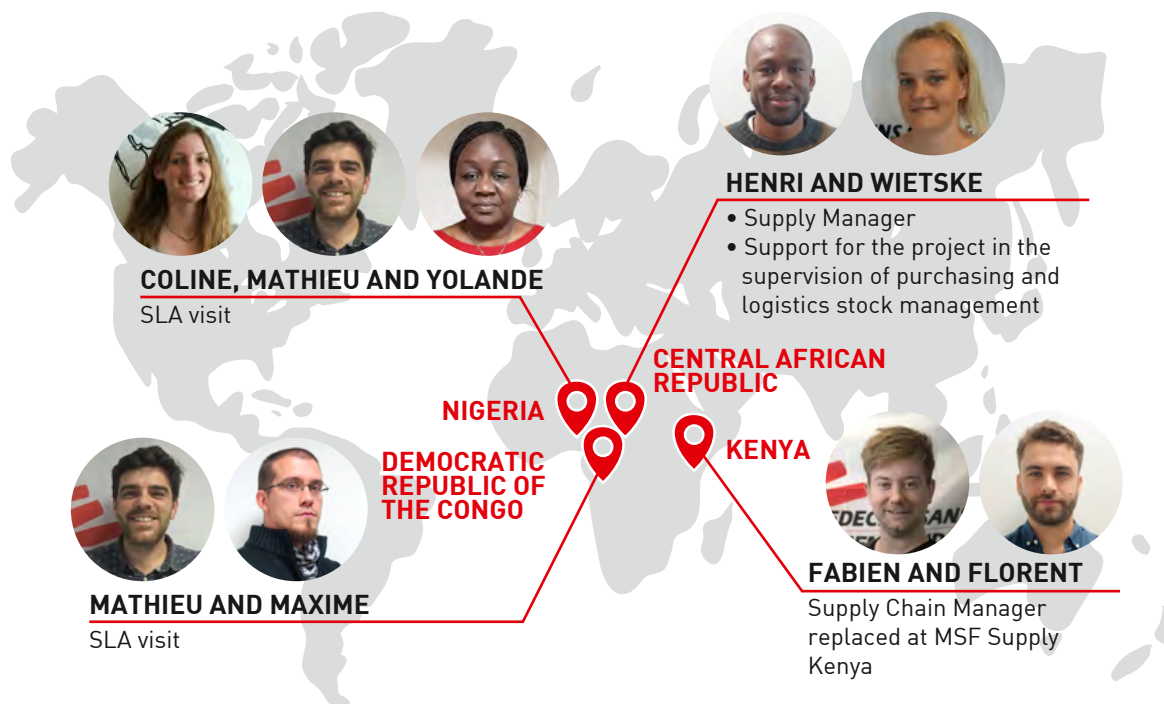 HENRI AND WIETSKE
• Supply Manager
• Support for the project in the
supervision of purchasing and
logistics stock management
COLINE, MATHIEU AND YOLANDE
SLA visit
CENTRAL AFRICAN
REPUBLIC
NIGERIA
DEMOCRATIC
REPUBLIC OF
THE CONGO
KENYA
MATHIEU AND MAXIME
SLA visit
FABIEN AND FLORENT
Supply Chain Manager
replaced at MSF Supply
Kenya